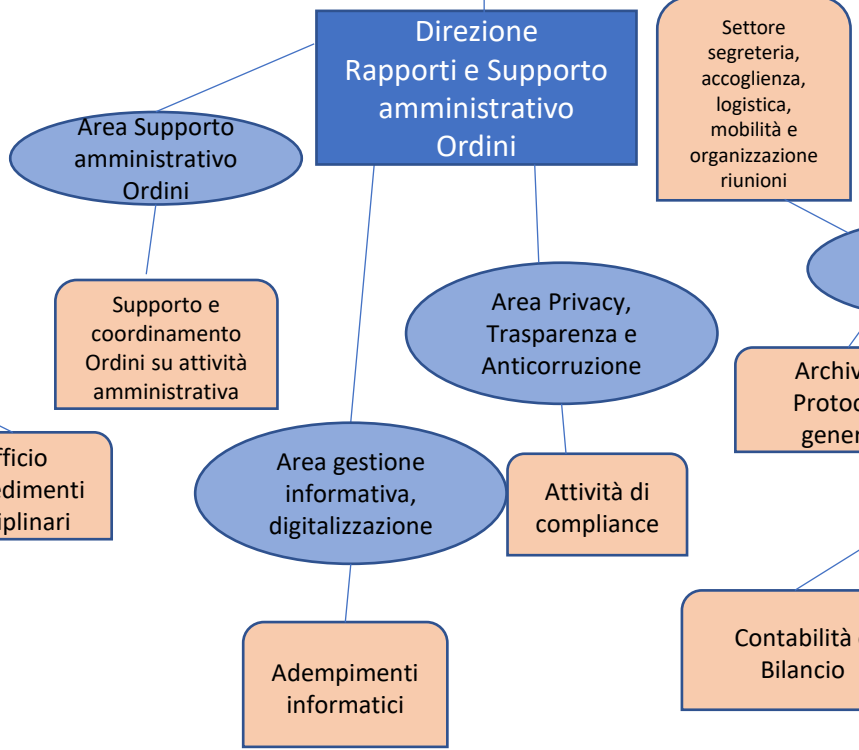 Direzione
Rapporti e Supporto
amministrativo
Ordini
Settore
segreteria,
accoglienza,
logistica,
mobilità e
organizzazione
riunioni
Area Supporto
amministrativo
Ordini
Supporto e
coordinamento
Ordini su attività
amministrativa
Area Privacy,
Trasparenza e
Anticorruzione
Area gestione
informativa,
digitalizzazione
Attività di
compliance
Adempimenti
informatici
Contabilità
Bilancio